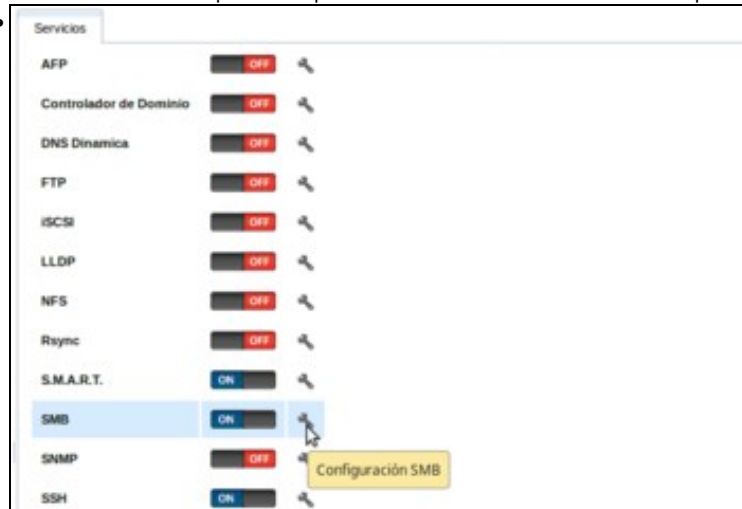 Servicios
AFP OFF
Controlador de Dominio OFF
DNS Dinamica OFF
FTP OFF
iSCSI OFF
LLDP OFF
NFS OFF
Rsync OFF
S.M.A.R.T. ON
SMB ON
SNMP OFF
Configuración SMB
SSH ON